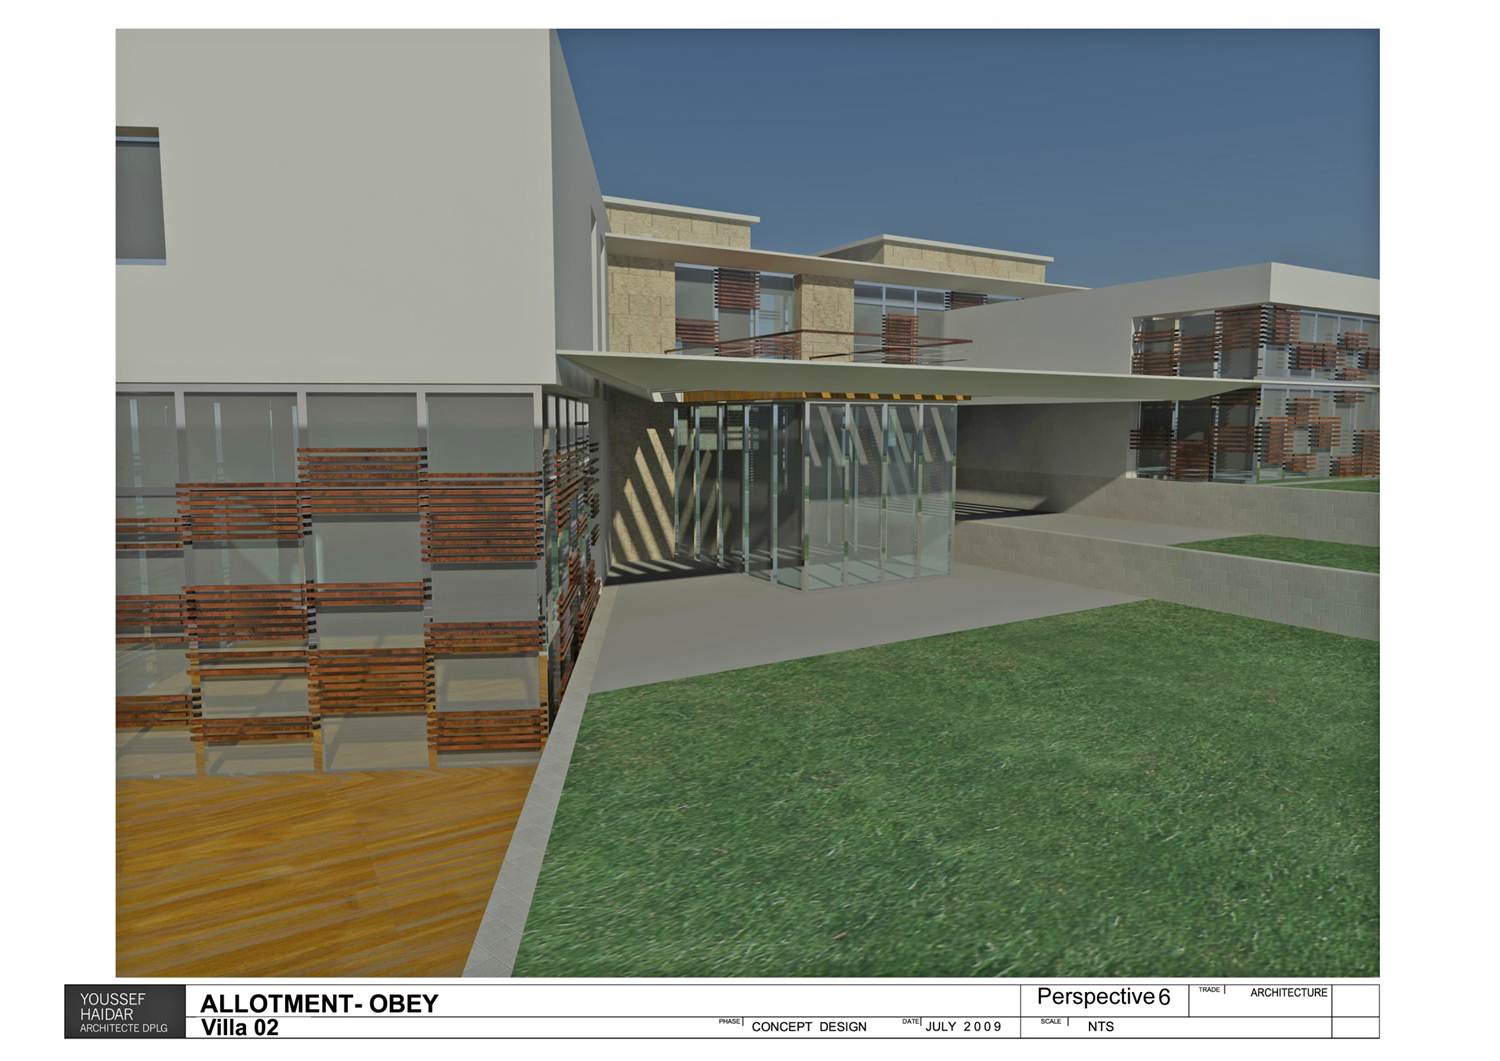 YOUSSEF
HAIDAR
ARCHITECTE DPLG
ALLOTMENT- OBEY
Villa 02
PHASE CONCEPT DESIGN
DATE JULY 2009
Perspective 6
SCALE NTS
TRADE ARCHITECTURE